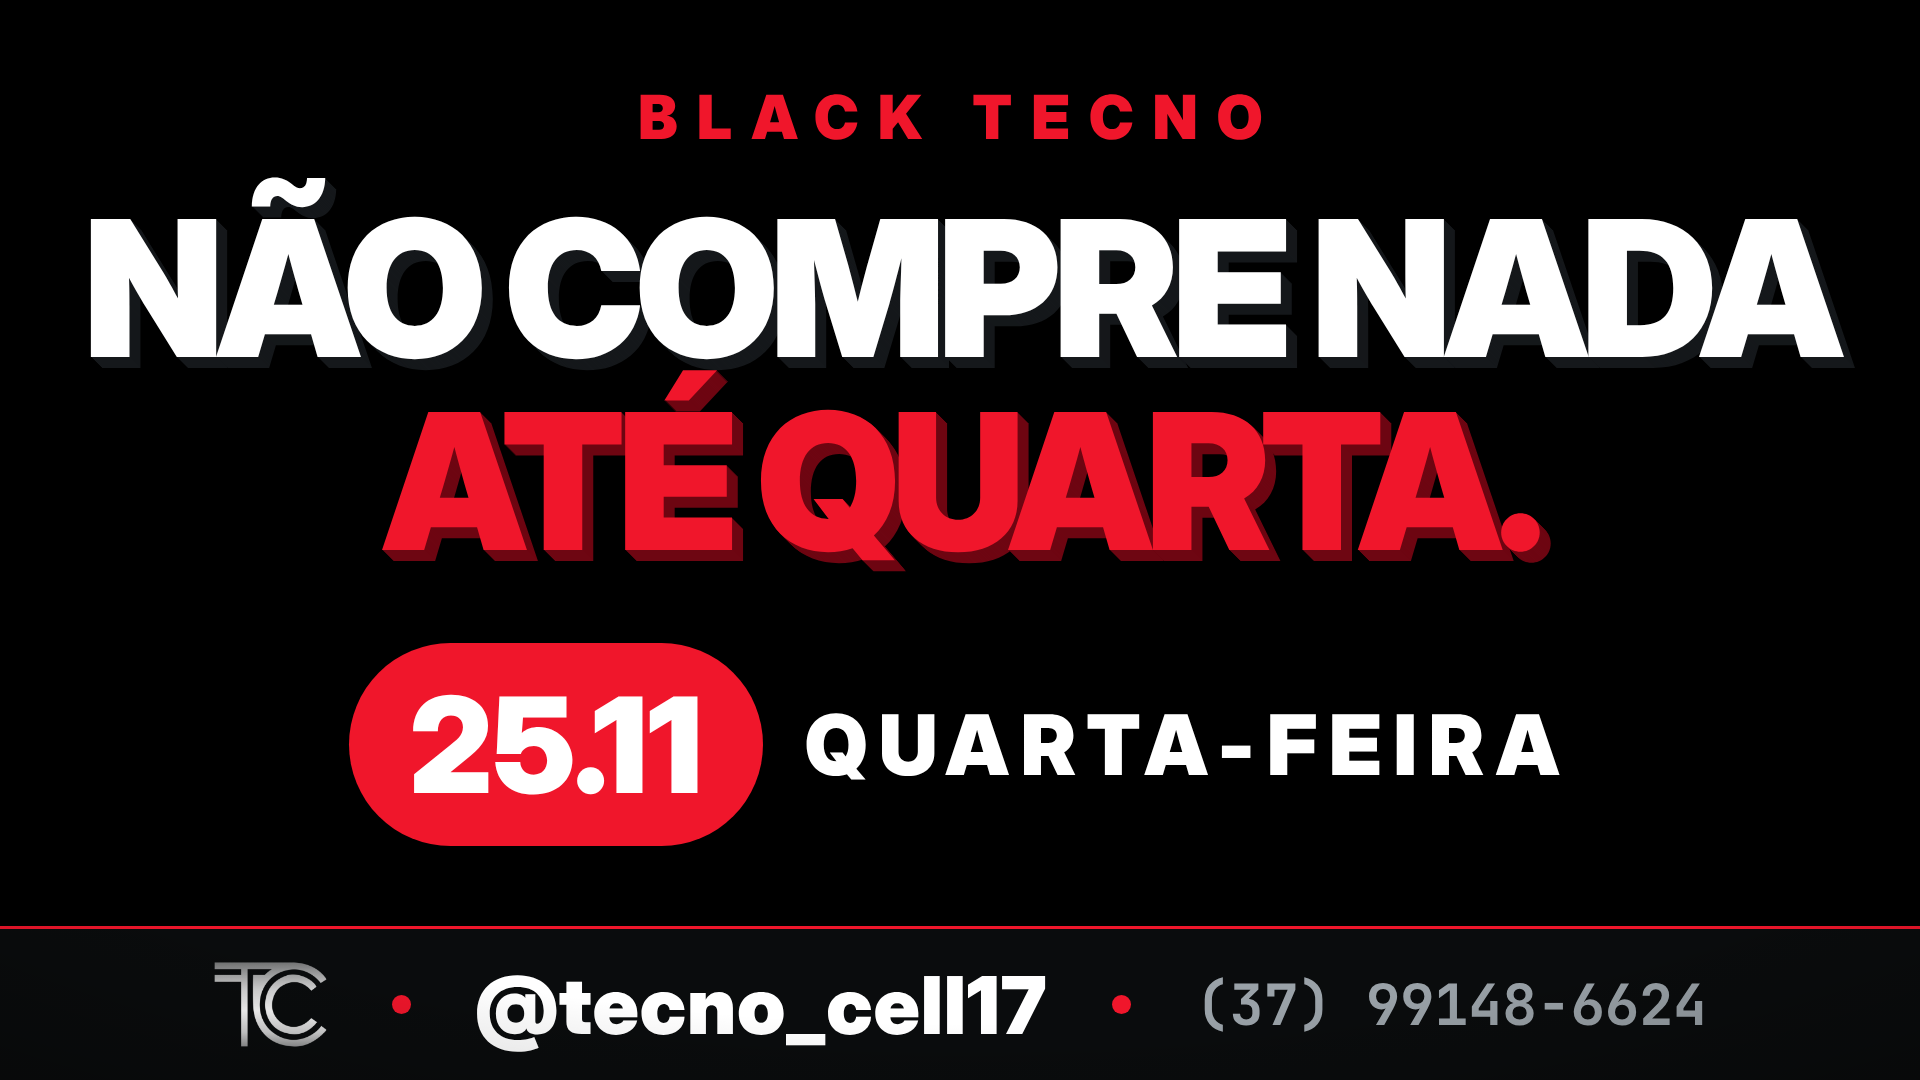 BLACK TECNO
NÃO COMPRE NADA
ATÉ QUARTA.
25.11 QUARTA-FEIRA
TC • @tecno_cell17 • (37) 99148-6624